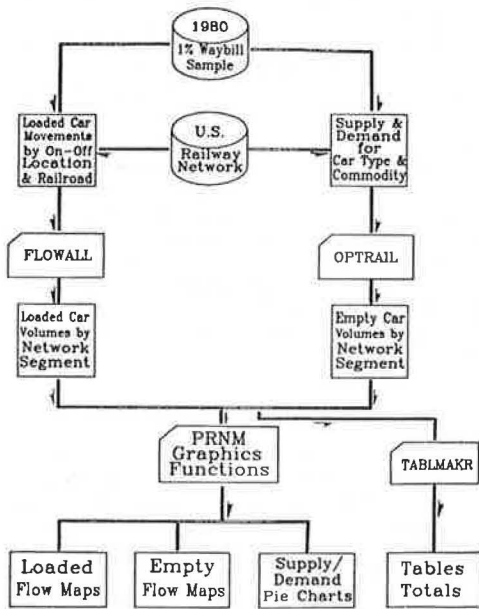 1980
1% Waybill
Sample
Loaded Car
Movements
by On-Off
Location
& Railroad
U.S.
Railway
Network
Supply &
Demand
for
Car Type &
Commodity
FLOWALL
OPTRAIL
Loaded Car
Volumes by
Network
Segment
Empty Car
Volumes by
Network
Segment
PRNM
Graphics
Functions
TABLMAKR
Loaded
Flow Maps
Empty
Flow Maps
Supply/
Demand
Pie Charts
Tables
Totals